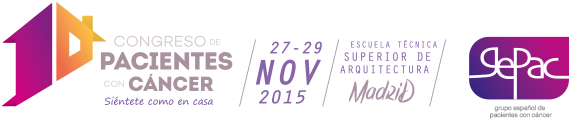 10
CONGRESO DE
PACIENTES
CON CÁNCER
Siéntete como en casa
27-29
NOV
2015
ESCUELA TÉCNICA
SUPERIOR DE
ARQUITECTURA
MadriD
gepac
grupo español de
pacientes con cáncer